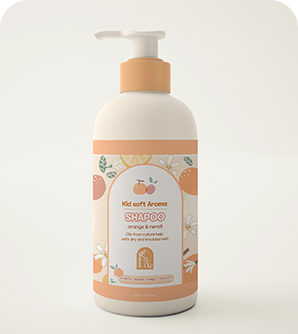 Kid soft Aroma
SHAPOO
orange & neroli
Oils from nature help
with dry and troubled skin